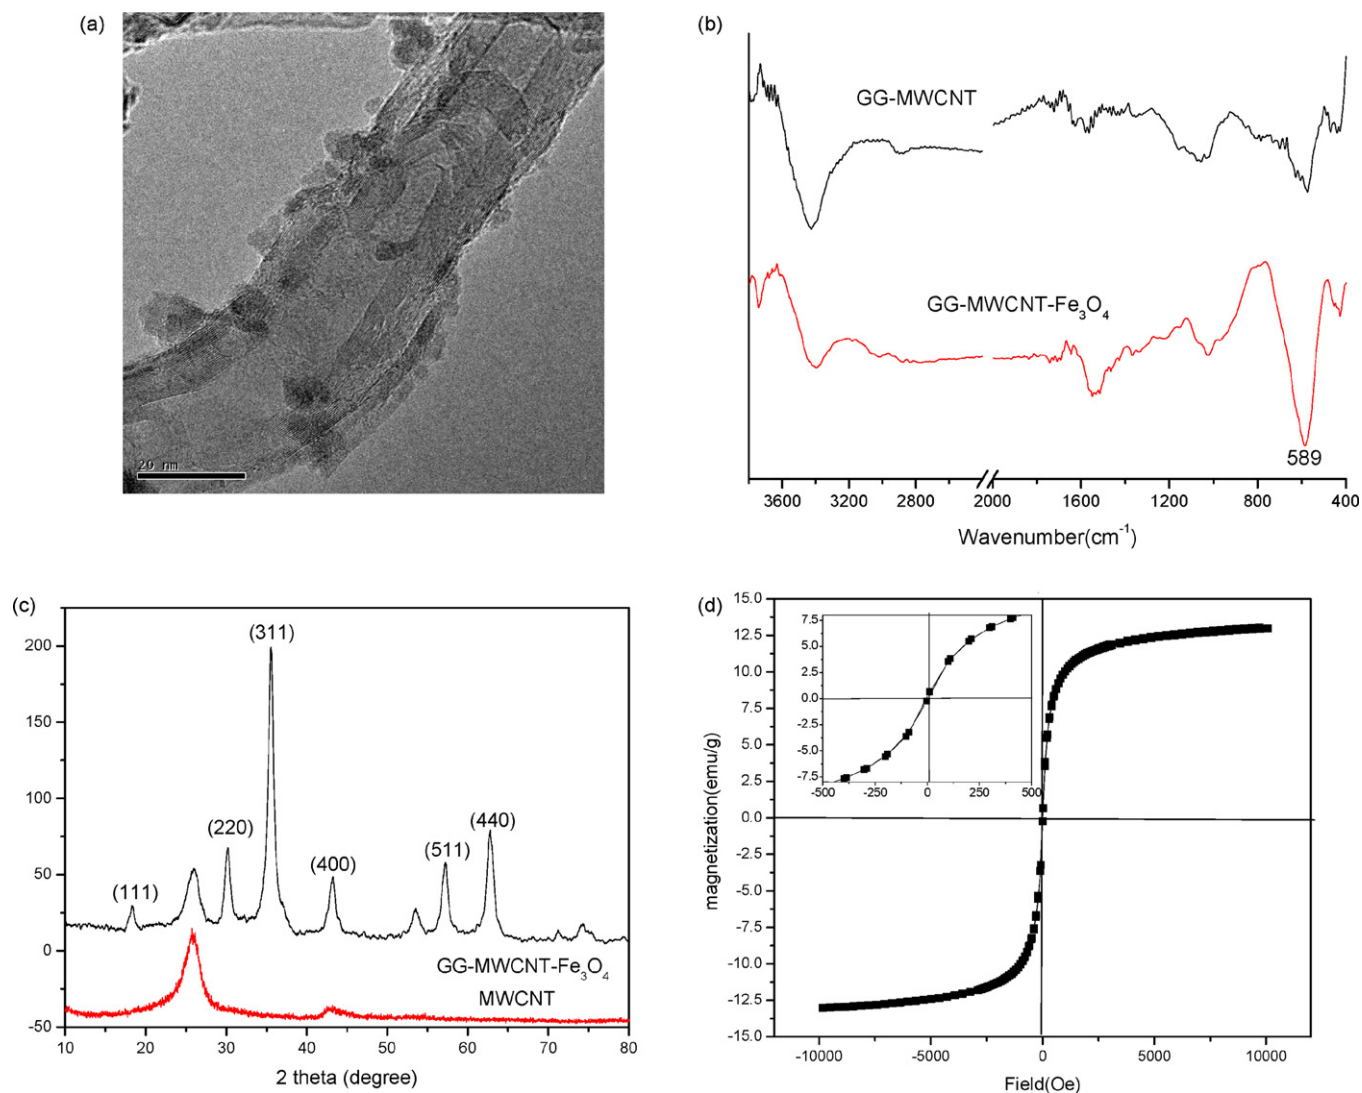 (a)
20 nm
(b)
GG-MWCNT
GG-MWCNT-Fe₃O₄
589
3600 3200 2800 2000 1600 1200 800 400
Wavenumber(cm⁻¹)
(c)
200
150
100
50
0
-50
(111)
(220)
(311)
(400)
(511)
(440)
GG-MWCNT-Fe₃O₄
MWCNT
10 20 30 40 50 60 70 80
2 theta (degree)
(d)
magnetization(emu/g)
15.0
12.5
10.0
7.5
5.0
2.5
0.0
-2.5
-5.0
-7.5
-10.0
-12.5
-15.0
7.5
5.0
2.5
0.0
-2.5
-5.0
-7.5
-500 -250 0 250 500
-10000 -5000 0 5000 10000
Field(Oe)